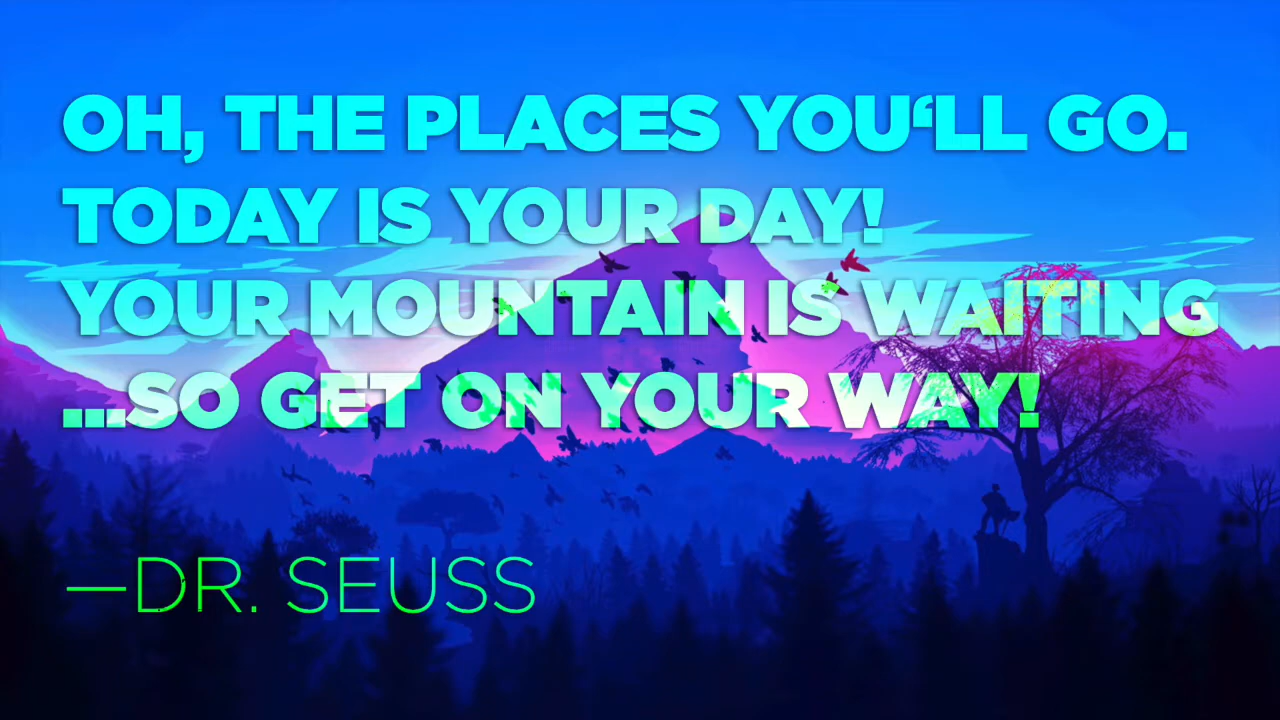 OH, THE PLACES YOU‘LL GO.
TODAY IS YOUR DAY!
YOUR MOUNTAIN IS WAITING
...SO GET ON YOUR WAY!
—DR. SEUSS